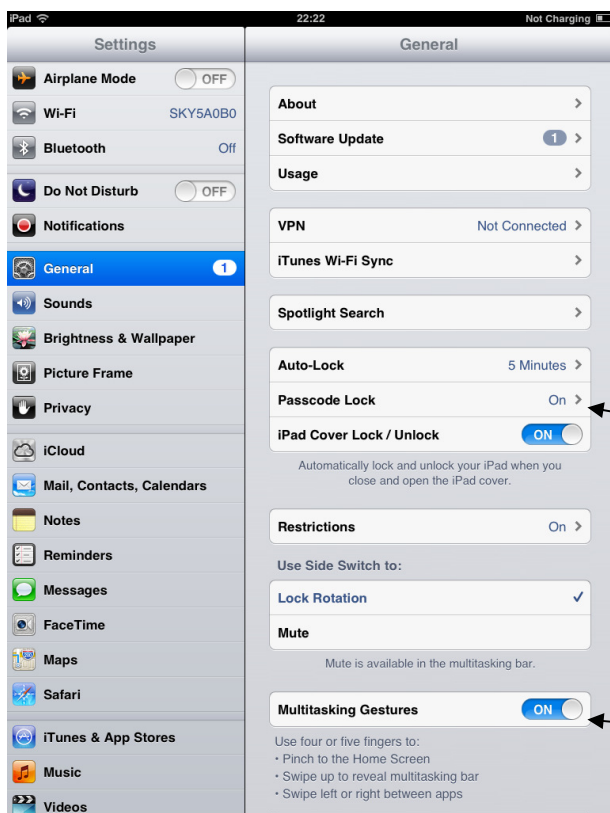 iPad 22:22 Not Charging
Settings
Airplane Mode OFF
Wi-Fi SKY5A0B0
Bluetooth Off
Do Not Disturb OFF
Notifications
General 1
Sounds
Brightness & Wallpaper
Picture Frame
Privacy
iCloud
Mail, Contacts, Calendars
Notes
Reminders
Messages
FaceTime
Maps
Safari
iTunes & App Stores
Music
Videos
General
About
Software Update 1
Usage
VPN Not Connected
iTunes Wi-Fi Sync
Spotlight Search
Auto-Lock 5 Minutes
Passcode Lock On
iPad Cover Lock / Unlock ON
Automatically lock and unlock your iPad when you
close and open the iPad cover.
Restrictions On
Use Side Switch to:
Lock Rotation
Mute
Mute is available in the multitasking bar.
Multitasking Gestures ON
Use four or five fingers to:
• Pinch to the Home Screen
• Swipe up to reveal multitasking bar
• Swipe left or right between apps